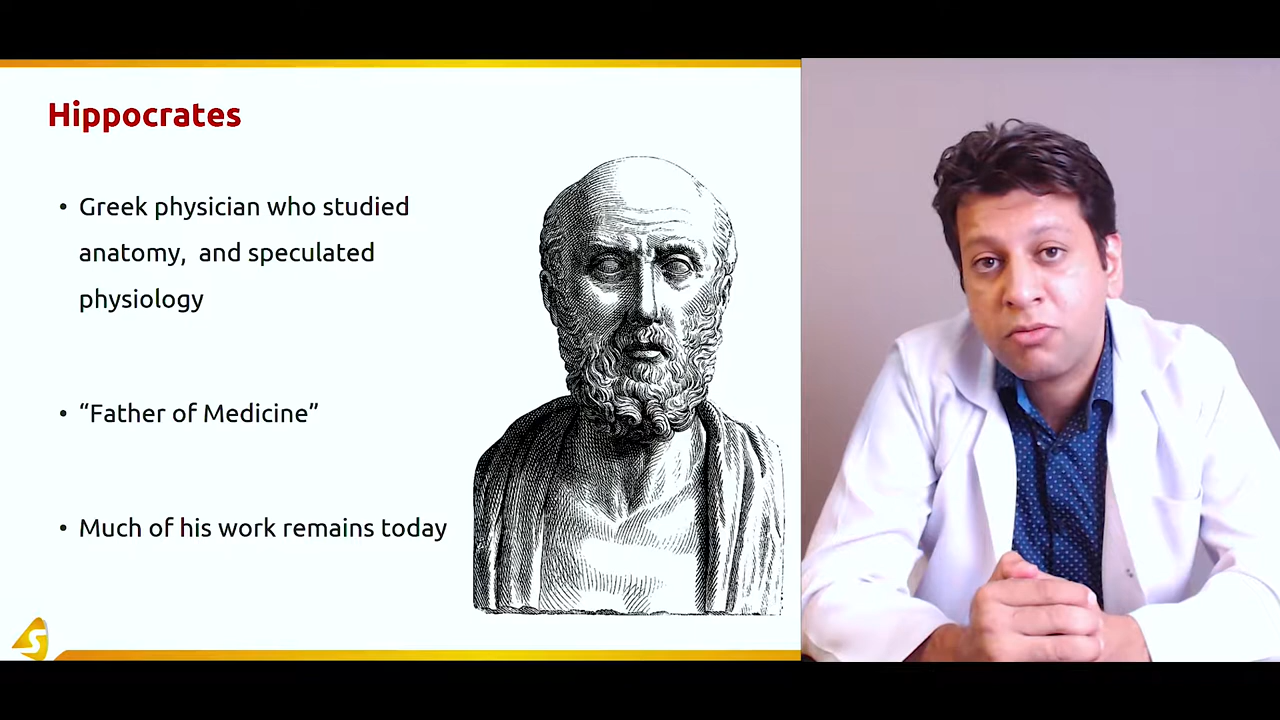 Hippocrates
• Greek physician who studied
anatomy,  and speculated
physiology
• “Father of Medicine”
• Much of his work remains today
S